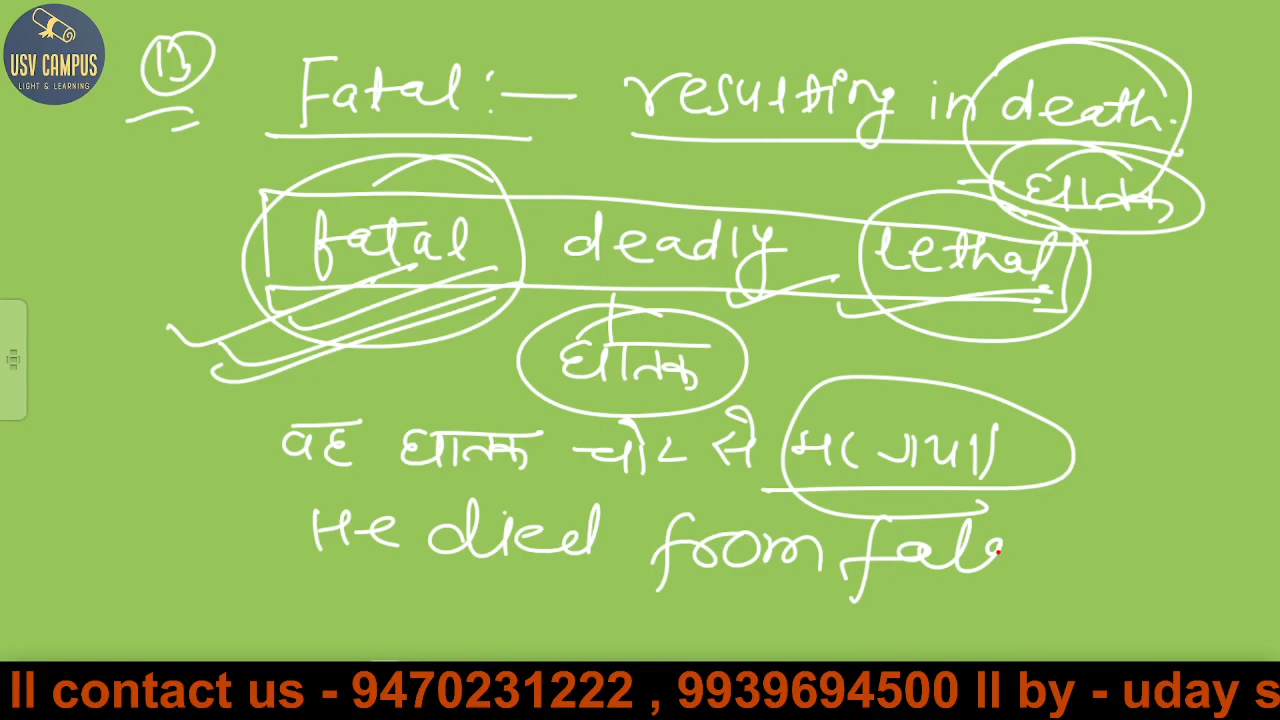 USV CAMPUS
LIGHT & LEARNING
13 Fatal :— resulting in death.
घातक
fatal deadly lethal
घातक
वह घातक चोट से मर गया।
He died from fata
ll contact us - 9470231222 , 9939694500 ll by - uday s